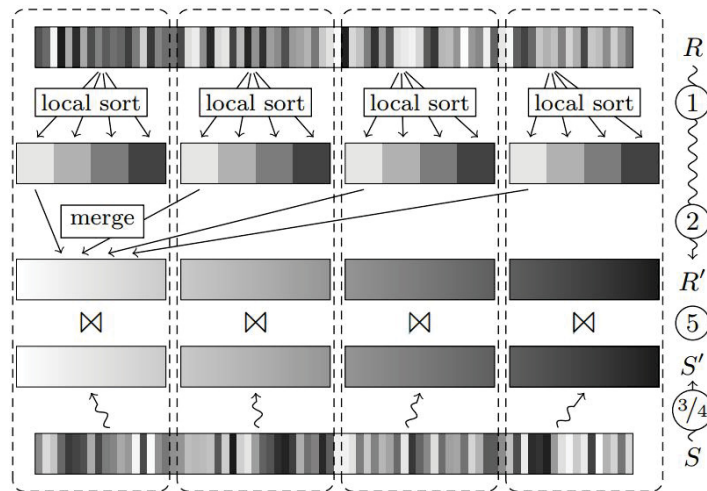 R
local sort local sort local sort local sort 1
merge 2
R′
⋈ ⋈ ⋈ ⋈ 5
S′
3/4
S